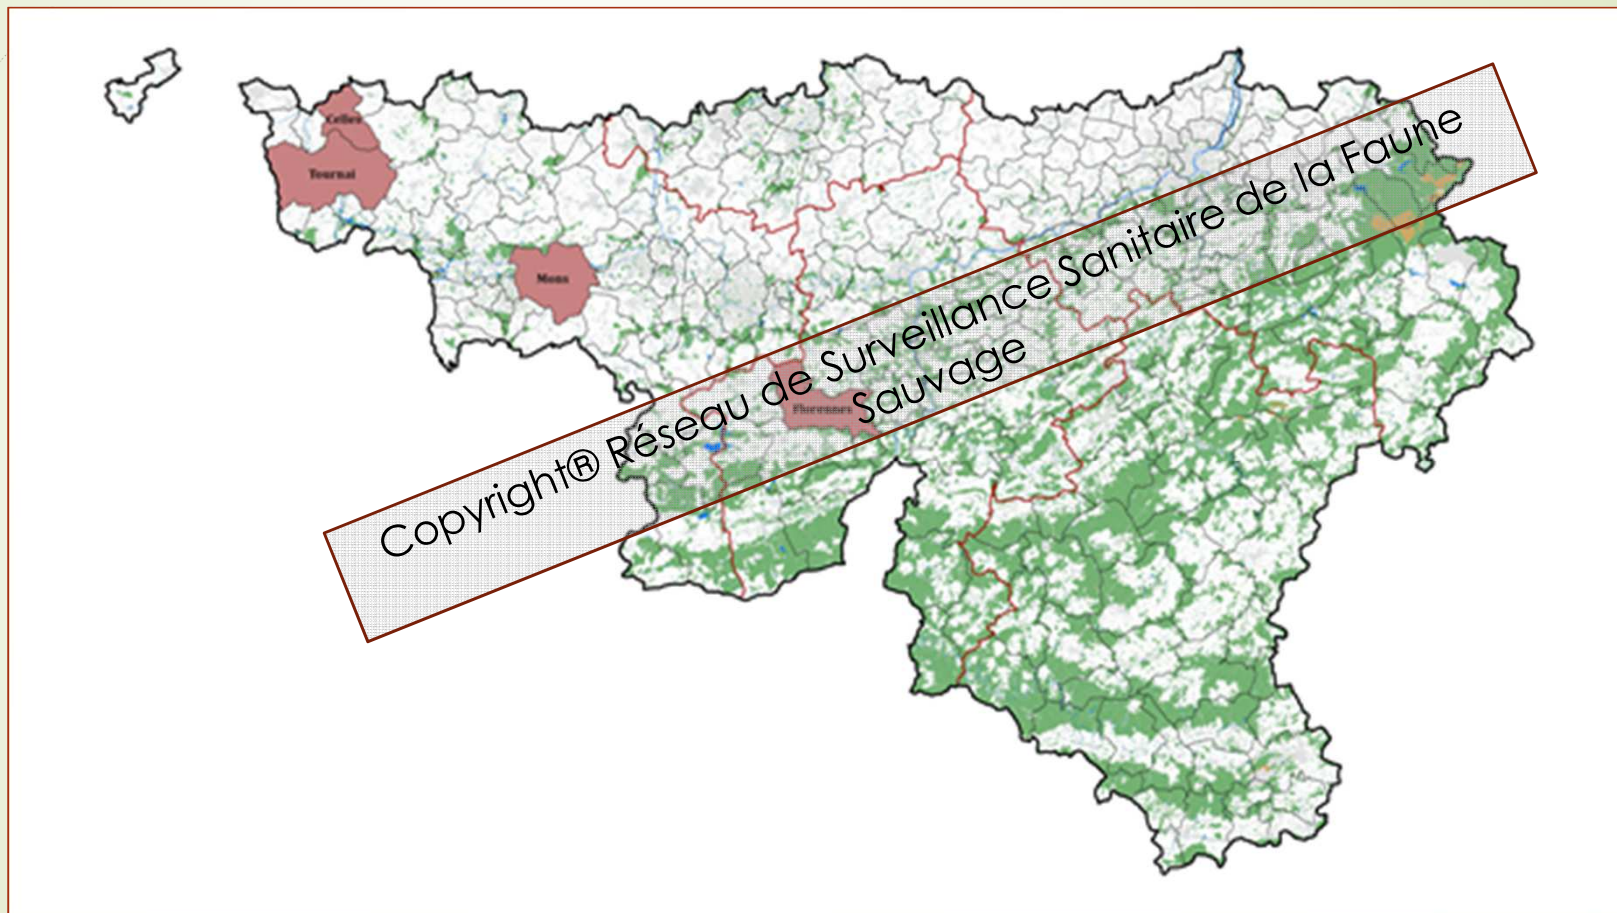 Celles
Tournai
Mons
Florennes
Copyright® Réseau de Surveillance Sanitaire de la Faune
Sauvage